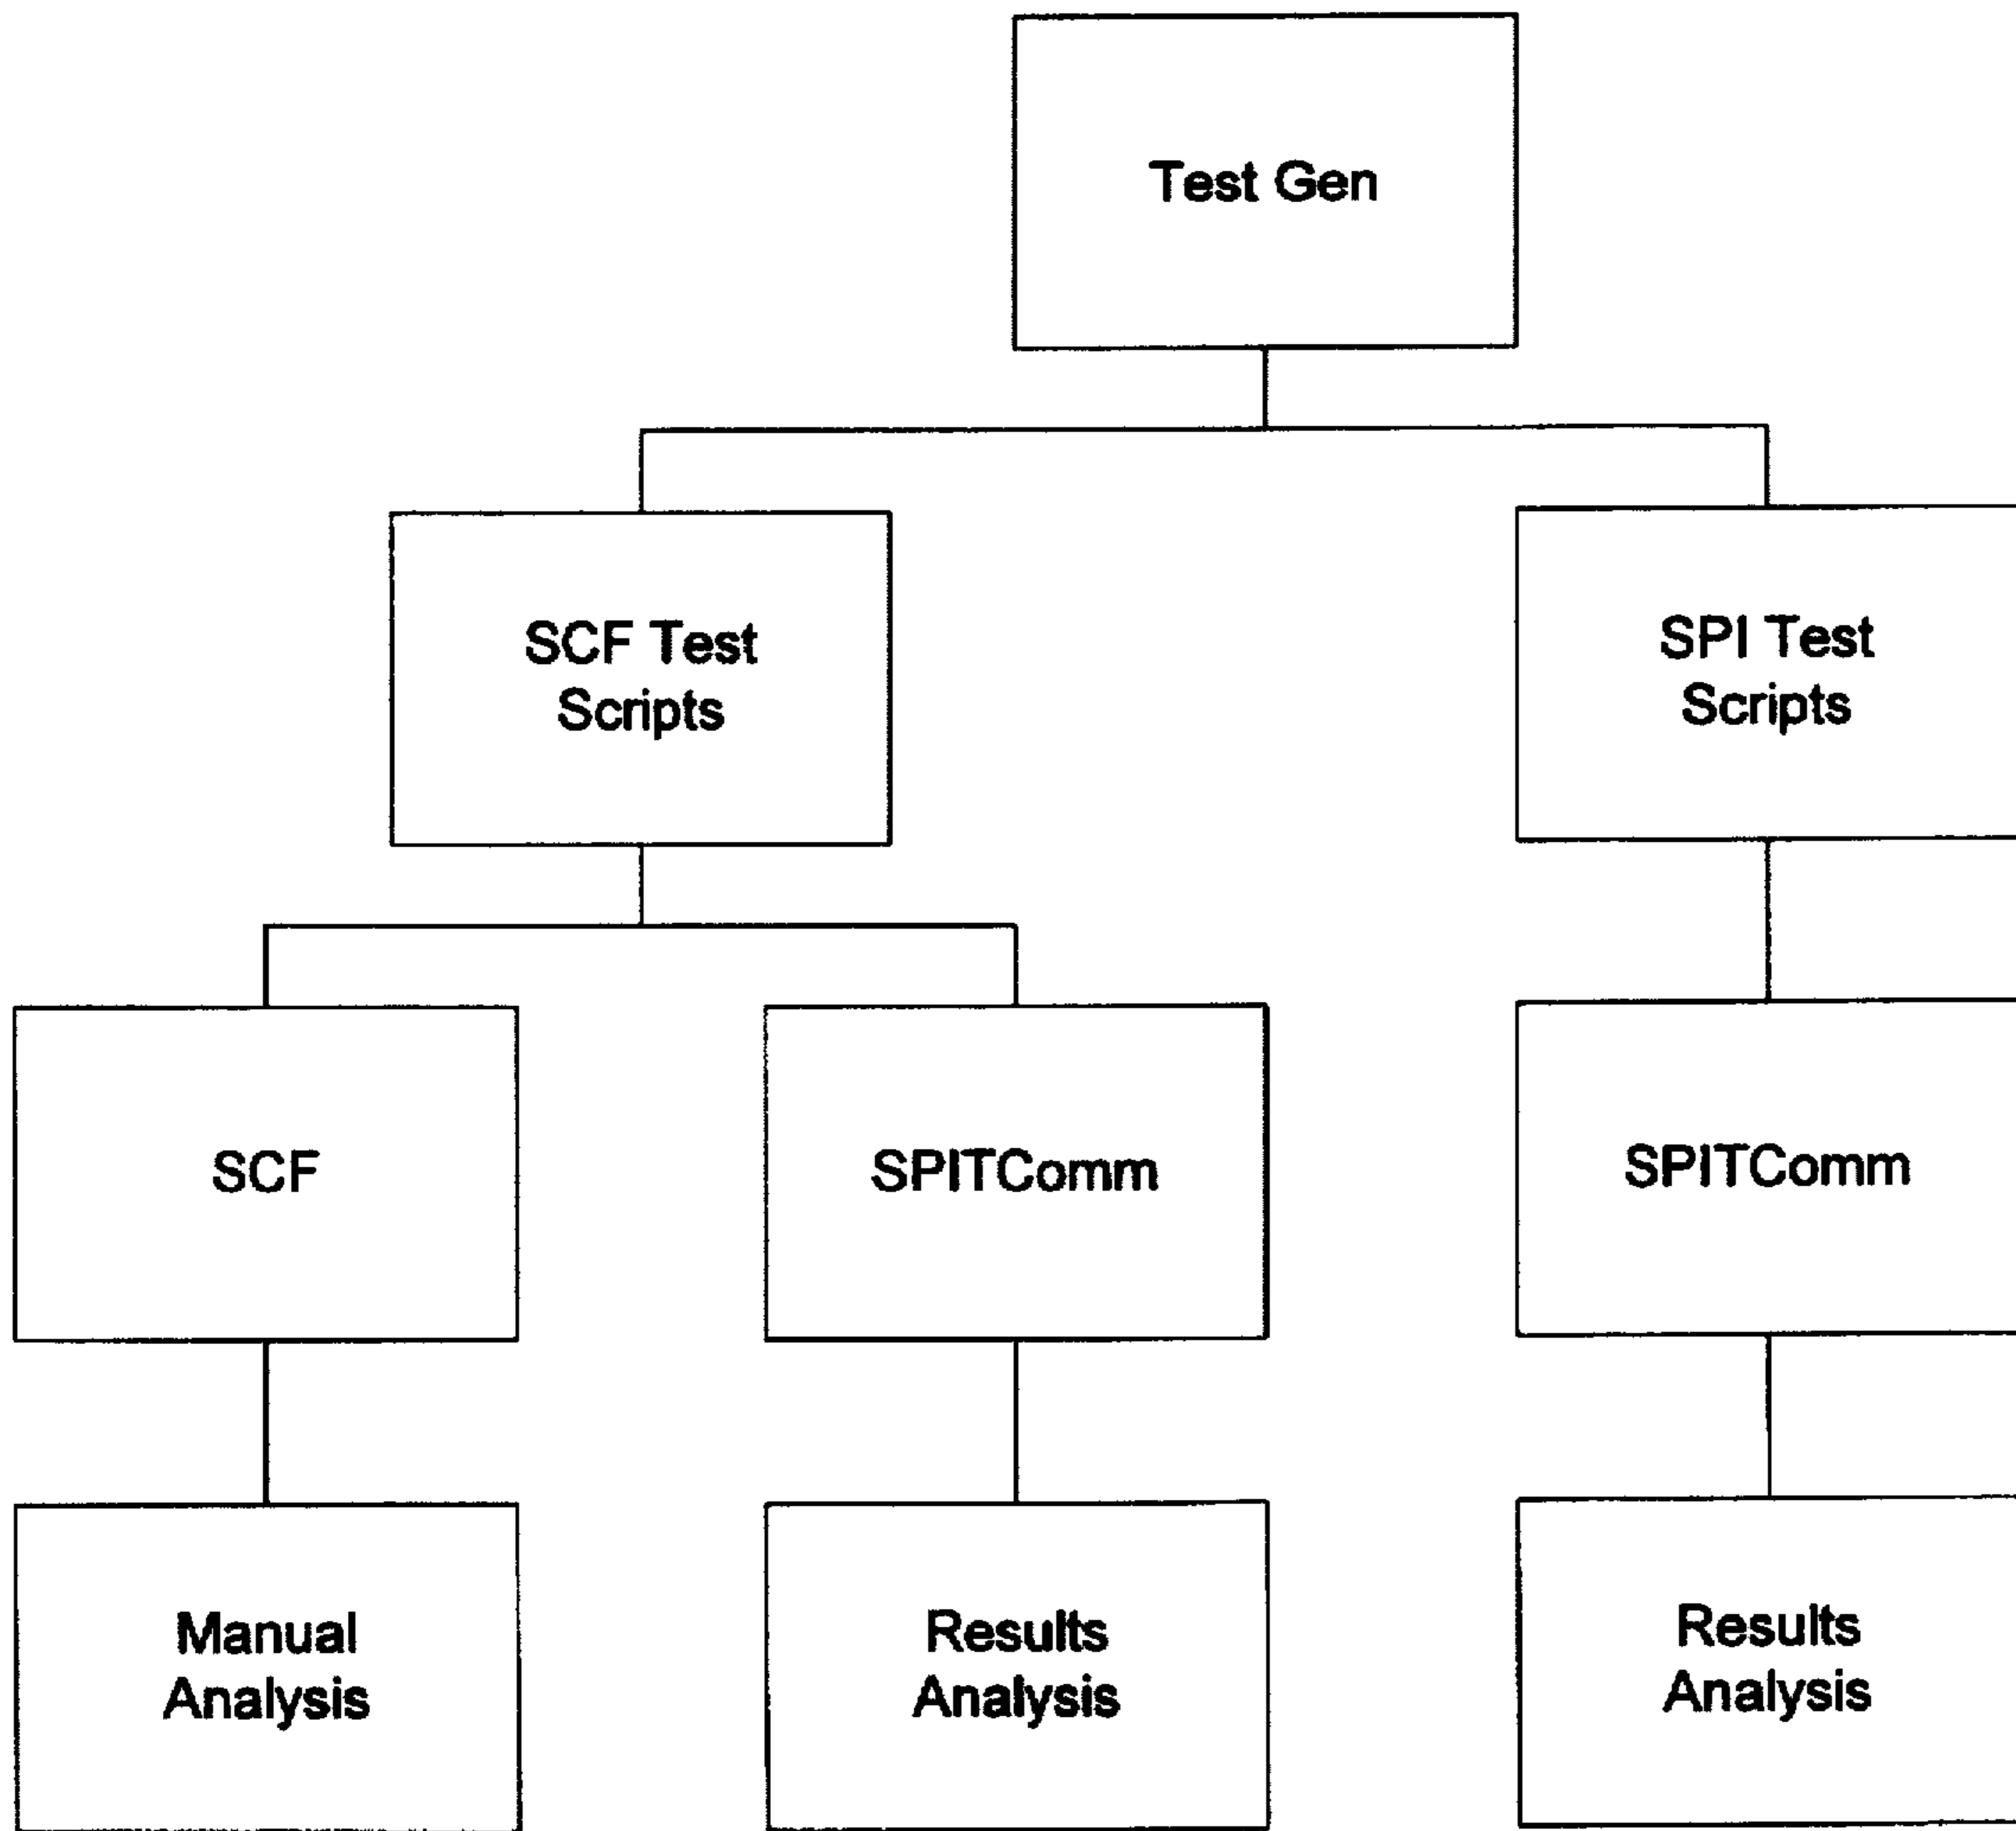 Test Gen
SCF Test
Scripts
SPI Test
Scripts
SCF
SPITComm
SPITComm
Manual
Analysis
Results
Analysis
Results
Analysis